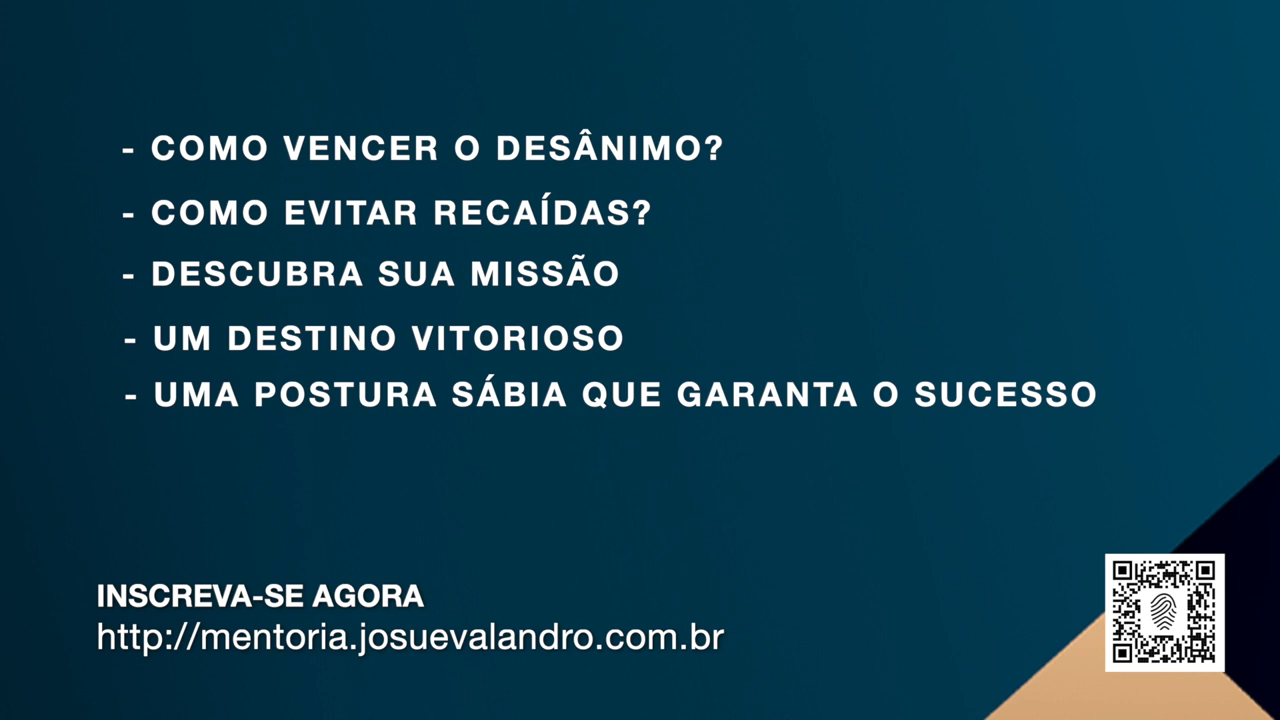 - COMO VENCER O DESÂNIMO?
- COMO EVITAR RECAÍDAS?
- DESCUBRA SUA MISSÃO
- UM DESTINO VITORIOSO
- UMA POSTURA SÁBIA QUE GARANTA O SUCESSO
INSCREVA-SE AGORA
http://mentoria.josuevalandro.com.br